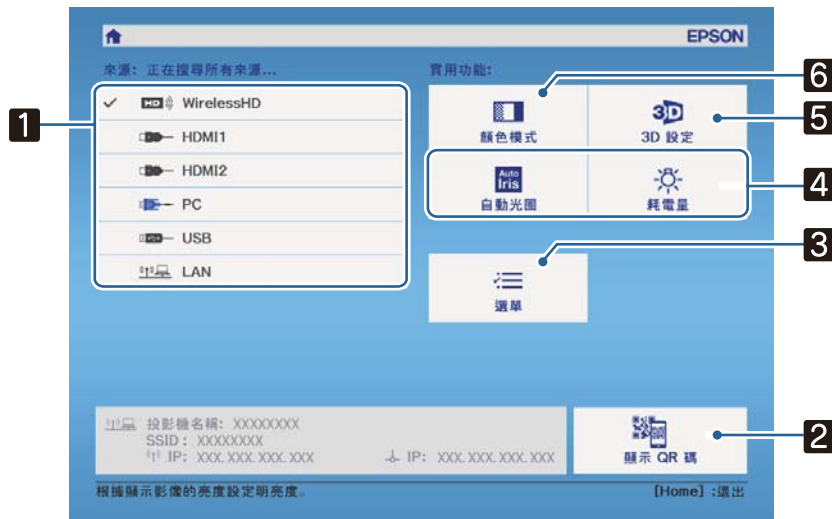 EPSON
來源: 正在搜尋所有來源...
實用功能:
WirelessHD
HDMI1
HDMI2
PC
USB
LAN
顏色模式
3D 設定
Auto Iris
自動光圈
耗電量
選單
投影機名稱: XXXXXXXX
SSID : XXXXXXXX
IP: XXX. XXX. XXX. XXX
IP: XXX. XXX. XXX. XXX
顯示 QR 碼
根據顯示影像的亮度設定明亮度。
[Home] :退出
1
6
5
4
3
2